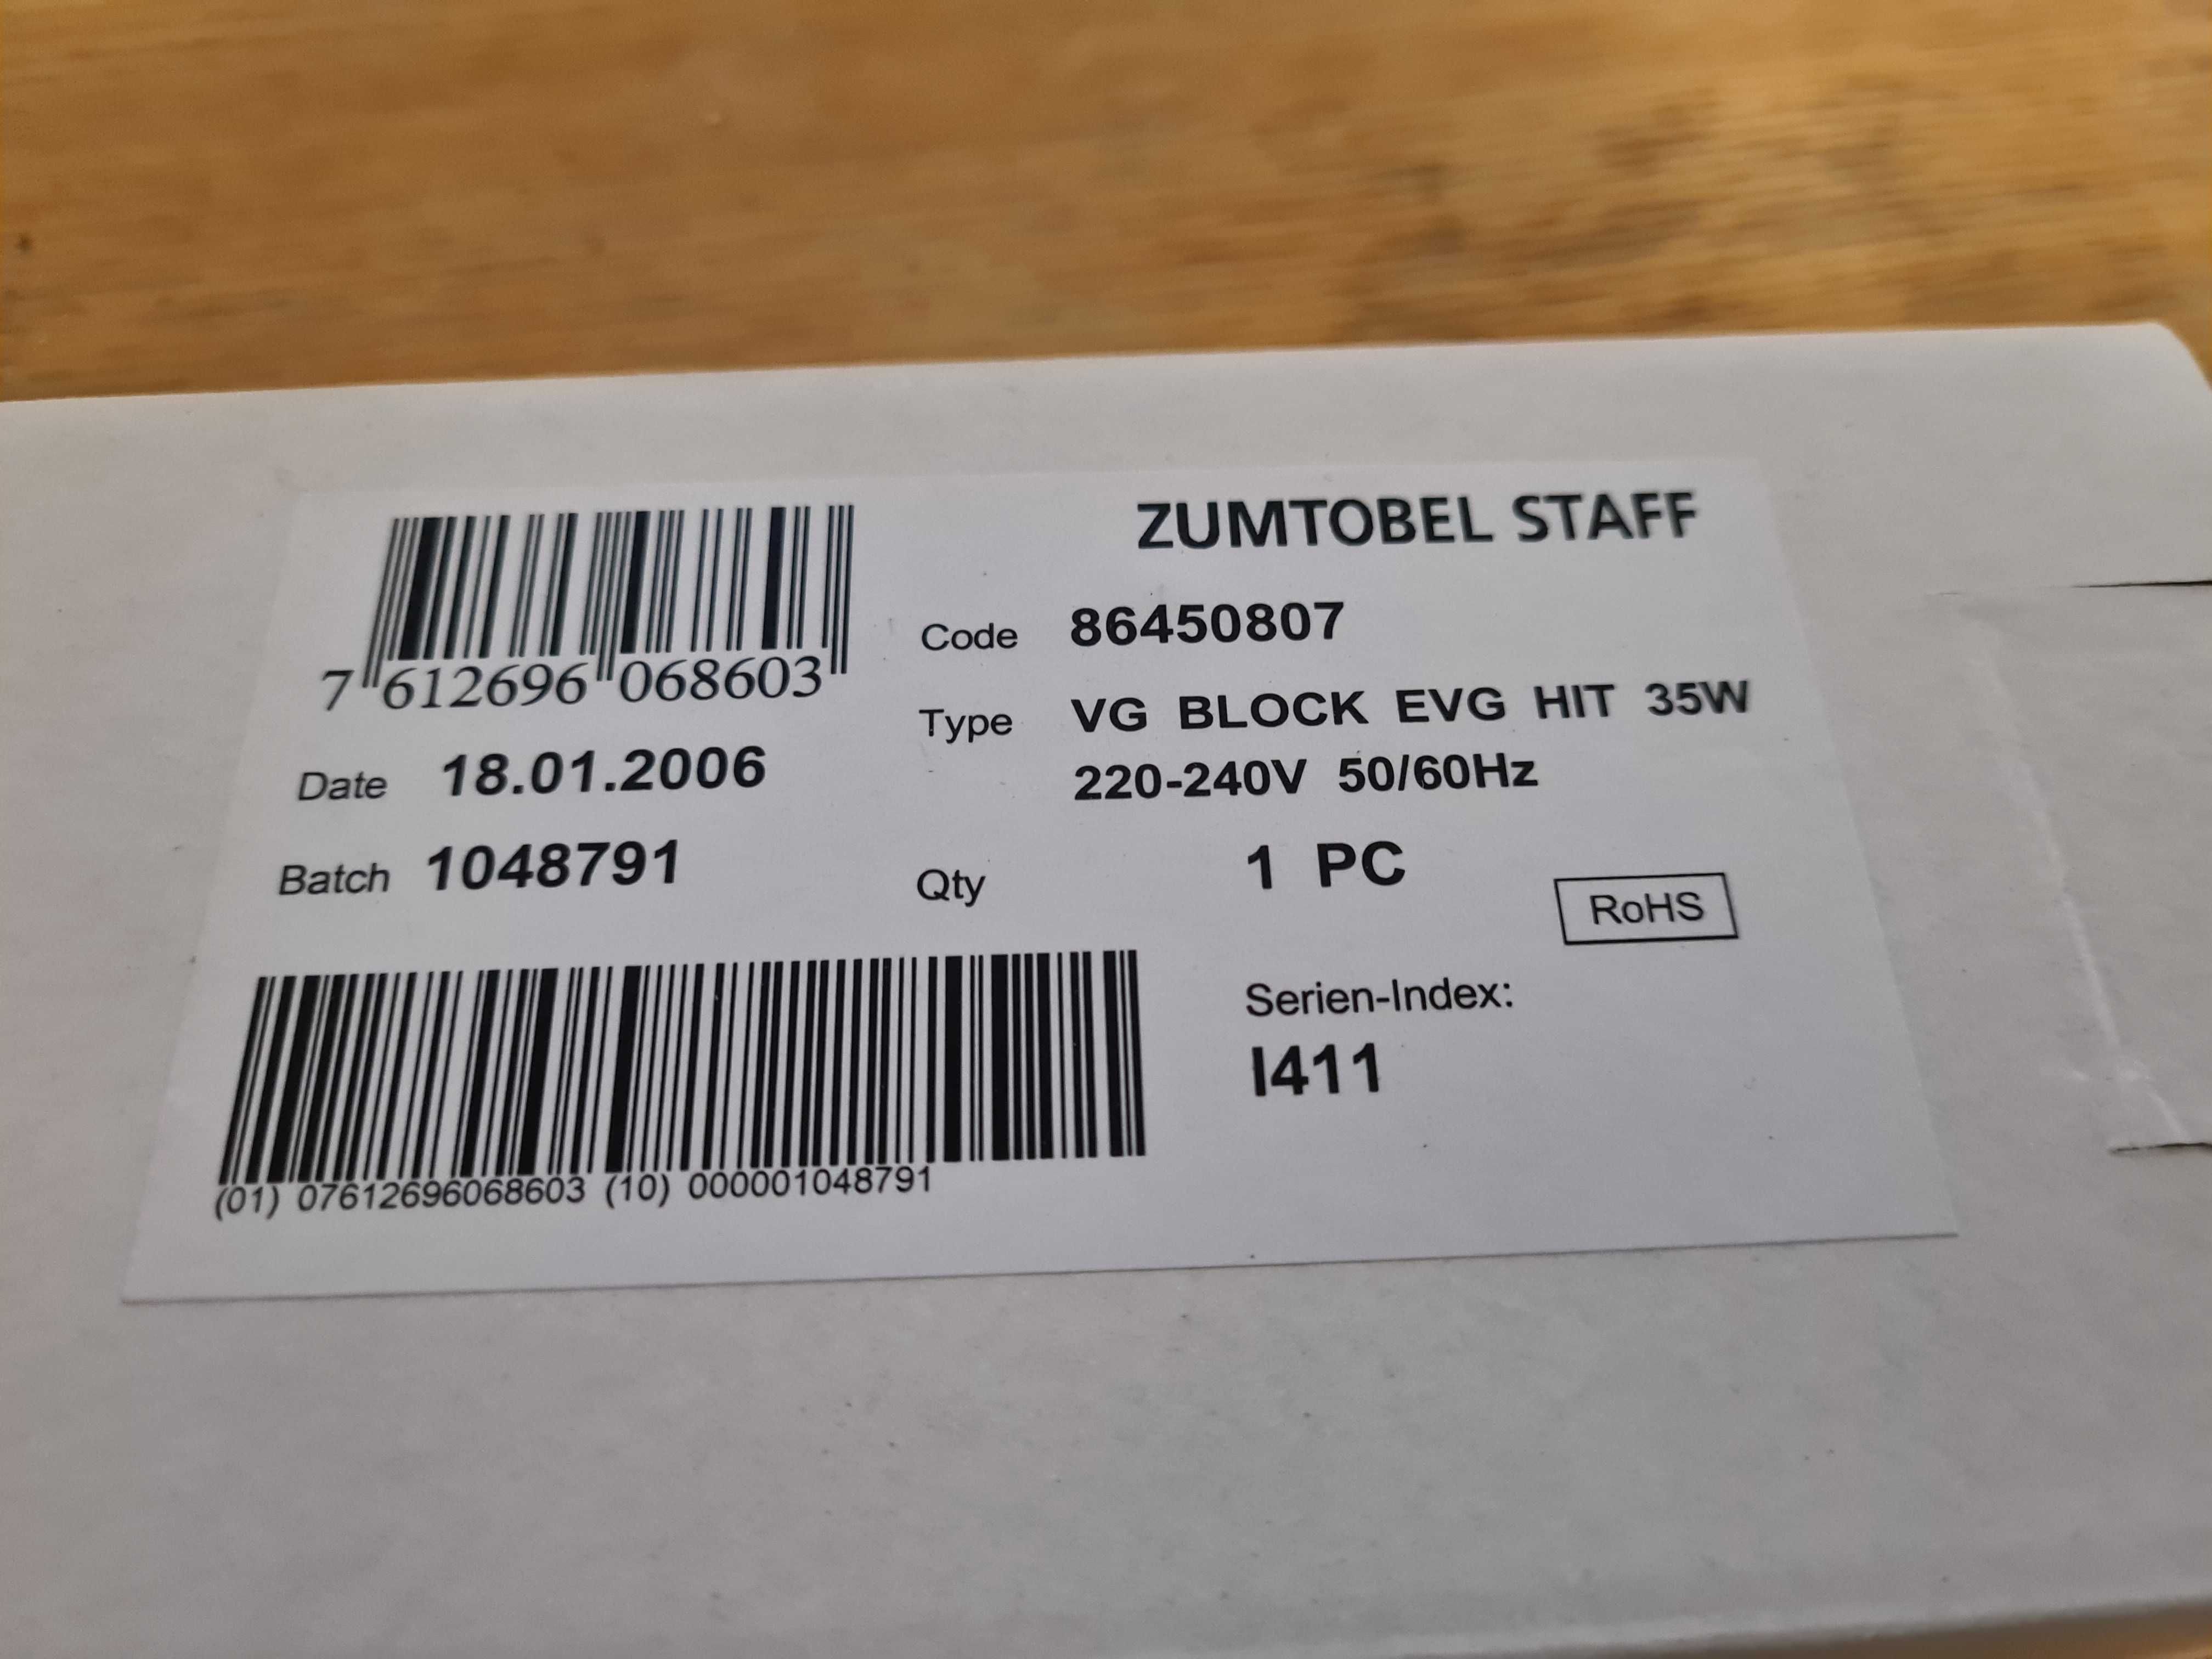 ZUMTOBEL STAFF
7 612696 068603
Code 86450807
Type VG BLOCK EVG HIT 35W
220-240V 50/60Hz
Date 18.01.2006
Batch 1048791
Qty 1 PC
RoHS
Serien-Index:
I411
(01) 07612696068603 (10) 000001048791